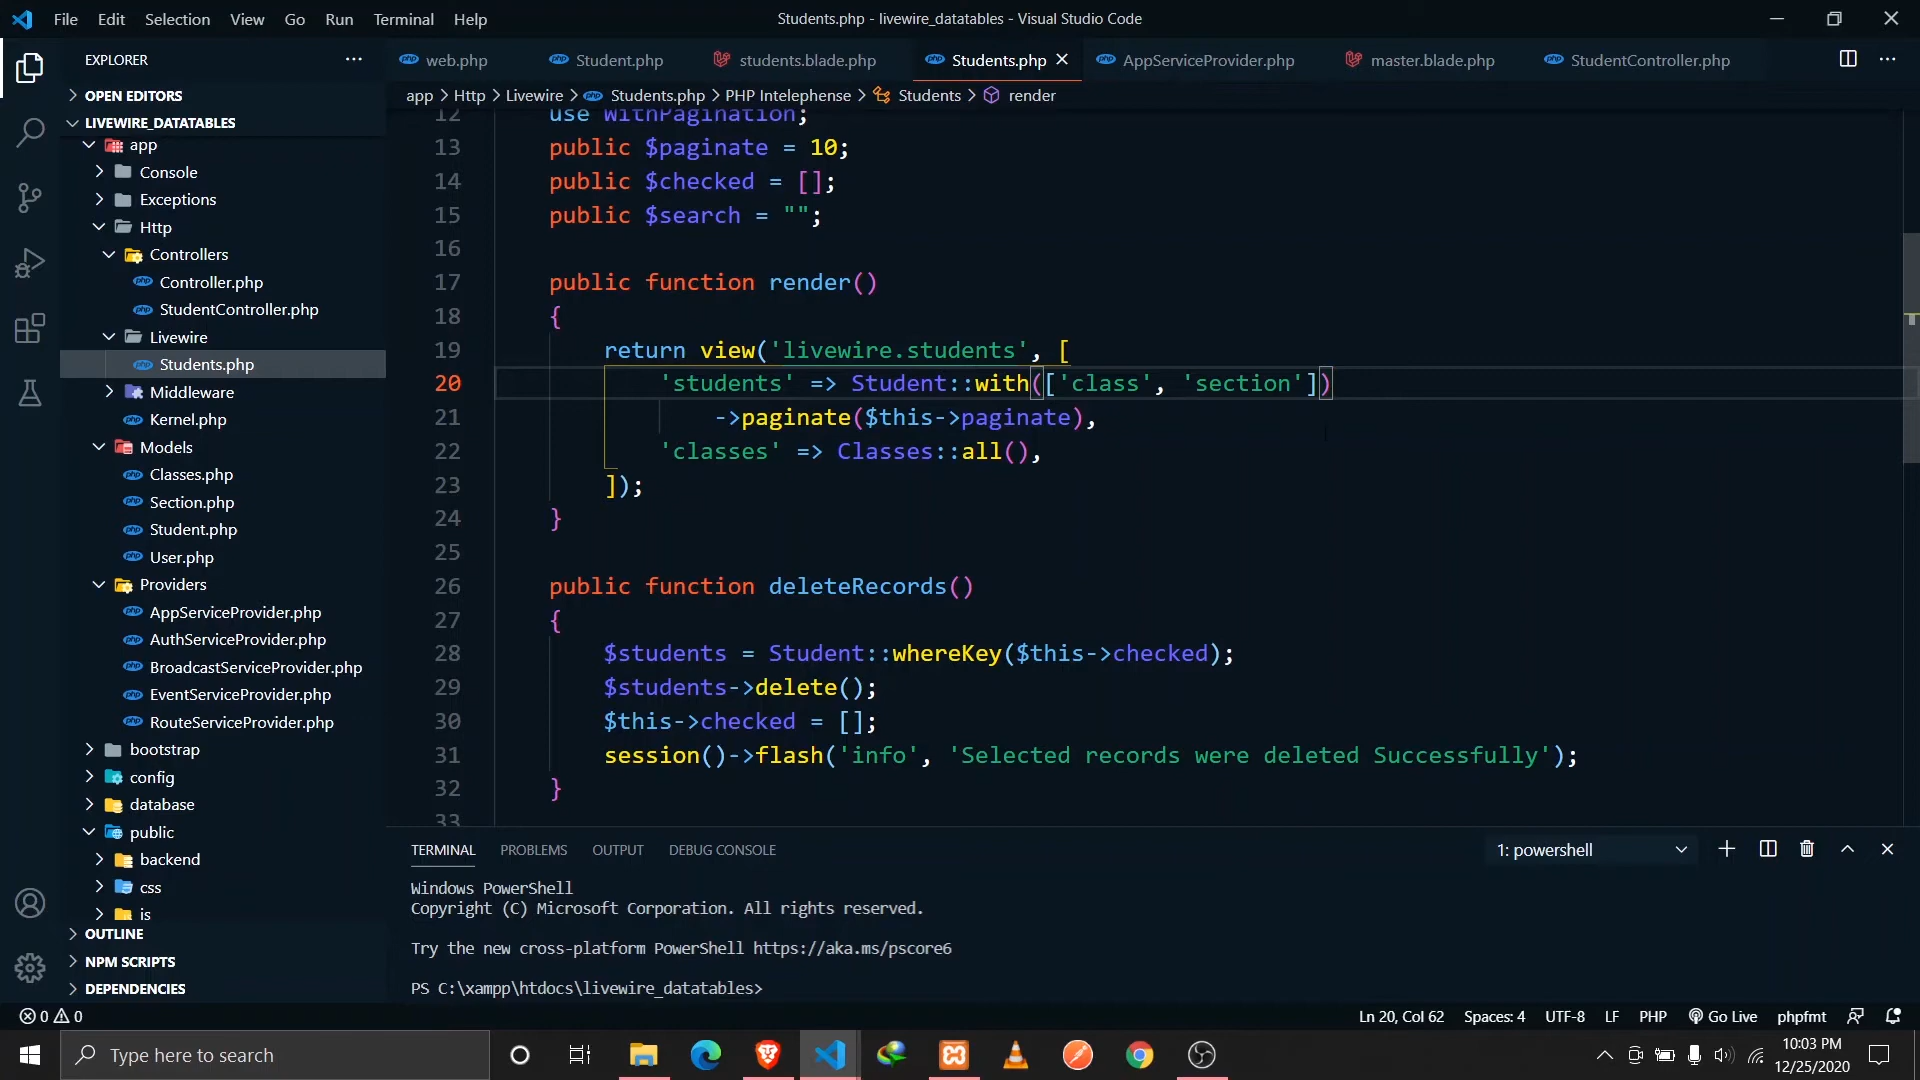 File Edit Selection View Go Run Terminal Help
Students.php - livewire_datatables - Visual Studio Code
EXPLORER
web.php Student.php students.blade.php Students.php AppServiceProvider.php master.blade.php StudentController.php
OPEN EDITORS
LIVEWIRE_DATATABLES
app
Console
Exceptions
Http
Controllers
Controller.php
StudentController.php
Livewire
Students.php
Middleware
Kernel.php
Models
Classes.php
Section.php
Student.php
User.php
Providers
AppServiceProvider.php
AuthServiceProvider.php
BroadcastServiceProvider.php
EventServiceProvider.php
RouteServiceProvider.php
bootstrap
config
database
public
backend
css
js
OUTLINE
NPM SCRIPTS
DEPENDENCIES
app > Http > Livewire > Students.php > PHP Intelephense > Students > render
12 use WithPagination;
13 public $paginate = 10;
14 public $checked = [];
15 public $search = "";
16
17 public function render()
18 {
19 return view('livewire.students', [
20 'students' => Student::with(['class', 'section'])
21 ->paginate($this->paginate),
22 'classes' => Classes::all(),
23 ]);
24 }
25
26 public function deleteRecords()
27 {
28 $students = Student::whereKey($this->checked);
29 $students->delete();
30 $this->checked = [];
31 session()->flash('info', 'Selected records were deleted Successfully');
32 }
33
TERMINAL PROBLEMS OUTPUT DEBUG CONSOLE
1: powershell
Windows PowerShell
Copyright (C) Microsoft Corporation. All rights reserved.
Try the new cross-platform PowerShell https://aka.ms/pscore6
PS C:\xampp\htdocs\livewire_datatables>
0 0
Ln 20, Col 62 Spaces: 4 UTF-8 LF PHP Go Live phpfmt
Type here to search
10:03 PM
12/25/2020